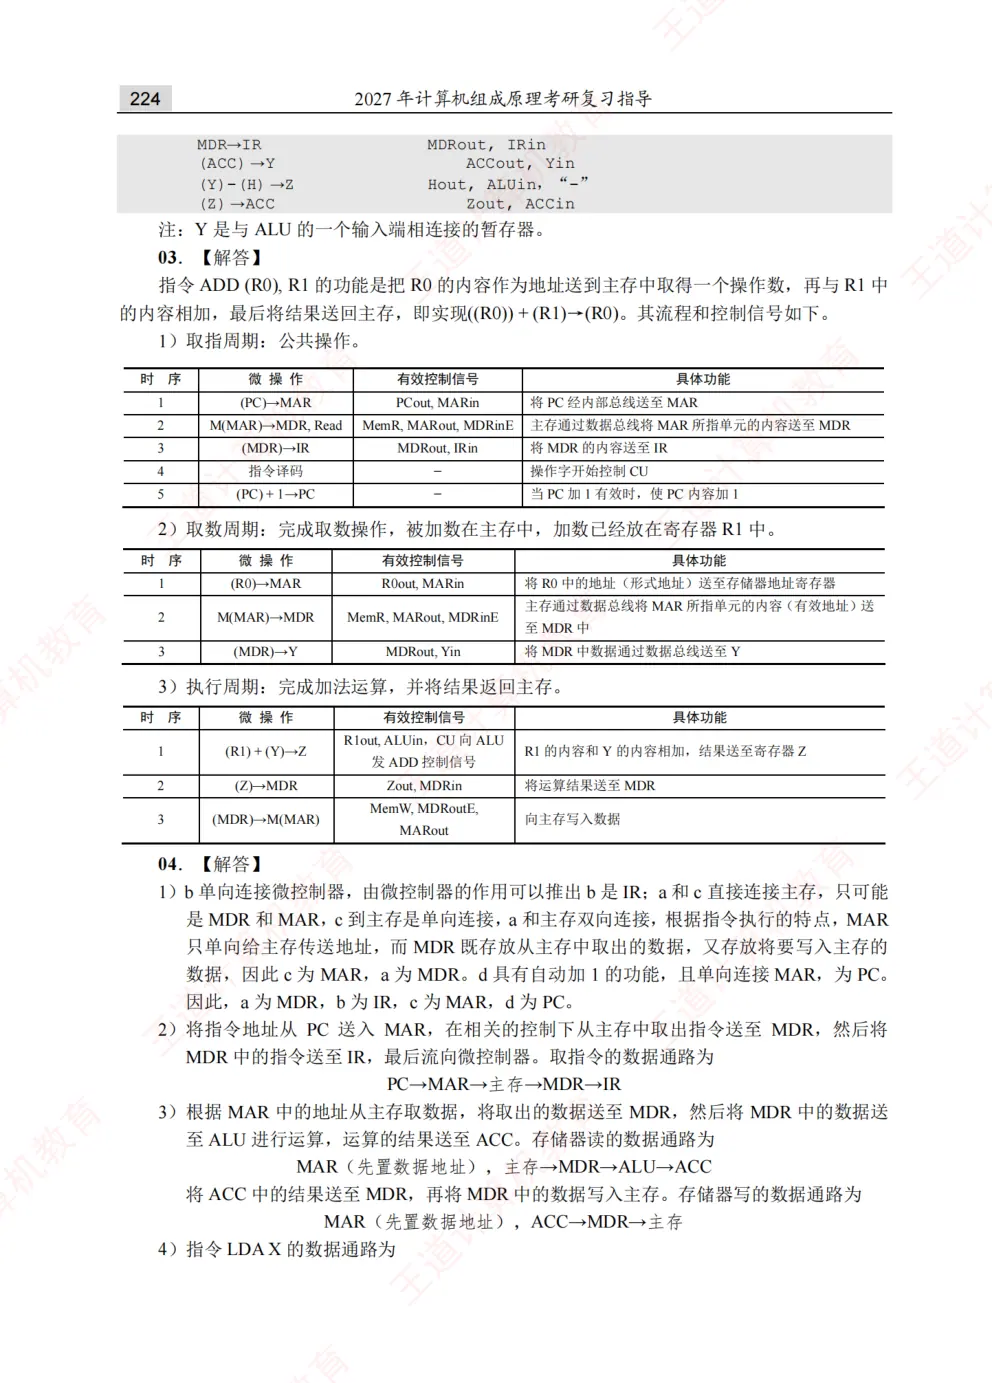 224
2027 年计算机组成原理考研复习指导
MDR→IR MDRout, IRin
(ACC)→Y ACCout, Yin
(Y)-(H)→Z Hout, ALUin, “-”
(Z)→ACC Zout, ACCin
注：Y 是与 ALU 的一个输入端相连接的暂存器。
03．【解答】
指令 ADD (R0), R1 的功能是把 R0 的内容作为地址送到主存中取得一个操作数，再与 R1 中
的内容相加，最后将结果送回主存，即实现((R0)) + (R1)→(R0)。其流程和控制信号如下。
1）取指周期：公共操作。
时 序 微 操 作 有效控制信号 具体功能
1 (PC)→MAR PCout, MARin 将 PC 经内部总线送至 MAR
2 M(MAR)→MDR, Read MemR, MARout, MDRinE 主存通过数据总线将 MAR 所指单元的内容送至 MDR
3 (MDR)→IR MDRout, IRin 将 MDR 的内容送至 IR
4 指令译码 − 操作字开始控制 CU
5 (PC) + 1→PC − 当 PC 加 1 有效时，使 PC 内容加 1
2）取数周期：完成取数操作，被加数在主存中，加数已经放在寄存器 R1 中。
时 序 微 操 作 有效控制信号 具体功能
1 (R0)→MAR R0out, MARin 将 R0 中的地址（形式地址）送至存储器地址寄存器
2 M(MAR)→MDR MemR, MARout, MDRinE 主存通过数据总线将 MAR 所指单元的内容（有效地址）送
至 MDR 中
3 (MDR)→Y MDRout, Yin 将 MDR 中数据通过数据总线送至 Y
3）执行周期：完成加法运算，并将结果返回主存。
时 序 微 操 作 有效控制信号 具体功能
1 (R1) + (Y)→Z R1out, ALUin，CU 向 ALU
发 ADD 控制信号 R1 的内容和 Y 的内容相加，结果送至寄存器 Z
2 (Z)→MDR Zout, MDRin 将运算结果送至 MDR
3 (MDR)→M(MAR) MemW, MDRoutE,
MARout 向主存写入数据
04．【解答】
1）b 单向连接微控制器，由微控制器的作用可以推出 b 是 IR；a 和 c 直接连接主存，只可能
是 MDR 和 MAR，c 到主存是单向连接，a 和主存双向连接，根据指令执行的特点，MAR
只单向给主存传送地址，而 MDR 既存放从主存中取出的数据，又存放将要写入主存的
数据，因此 c 为 MAR，a 为 MDR。d 具有自动加 1 的功能，且单向连接 MAR，为 PC。
因此，a 为 MDR，b 为 IR，c 为 MAR，d 为 PC。
2）将指令地址从 PC 送入 MAR，在相关的控制下从主存中取出指令送至 MDR，然后将
MDR 中的指令送至 IR，最后流向微控制器。取指令的数据通路为
PC→MAR→主存→MDR→IR
3）根据 MAR 中的地址从主存取数据，将取出的数据送至 MDR，然后将 MDR 中的数据送
至 ALU 进行运算，运算的结果送至 ACC。存储器读的数据通路为
MAR（先置数据地址），主存→MDR→ALU→ACC
将 ACC 中的结果送至 MDR，再将 MDR 中的数据写入主存。存储器写的数据通路为
MAR（先置数据地址），ACC→MDR→主存
4）指令 LDA X 的数据通路为